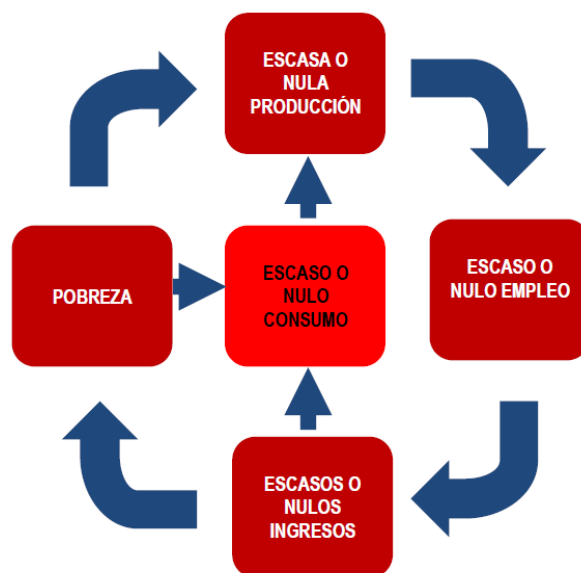 ESCASA O
NULA
PRODUCCIÓN
POBREZA
ESCASO O
NULO
CONSUMO
ESCASO O
NULO EMPLEO
ESCASOS O
NULOS
INGRESOS